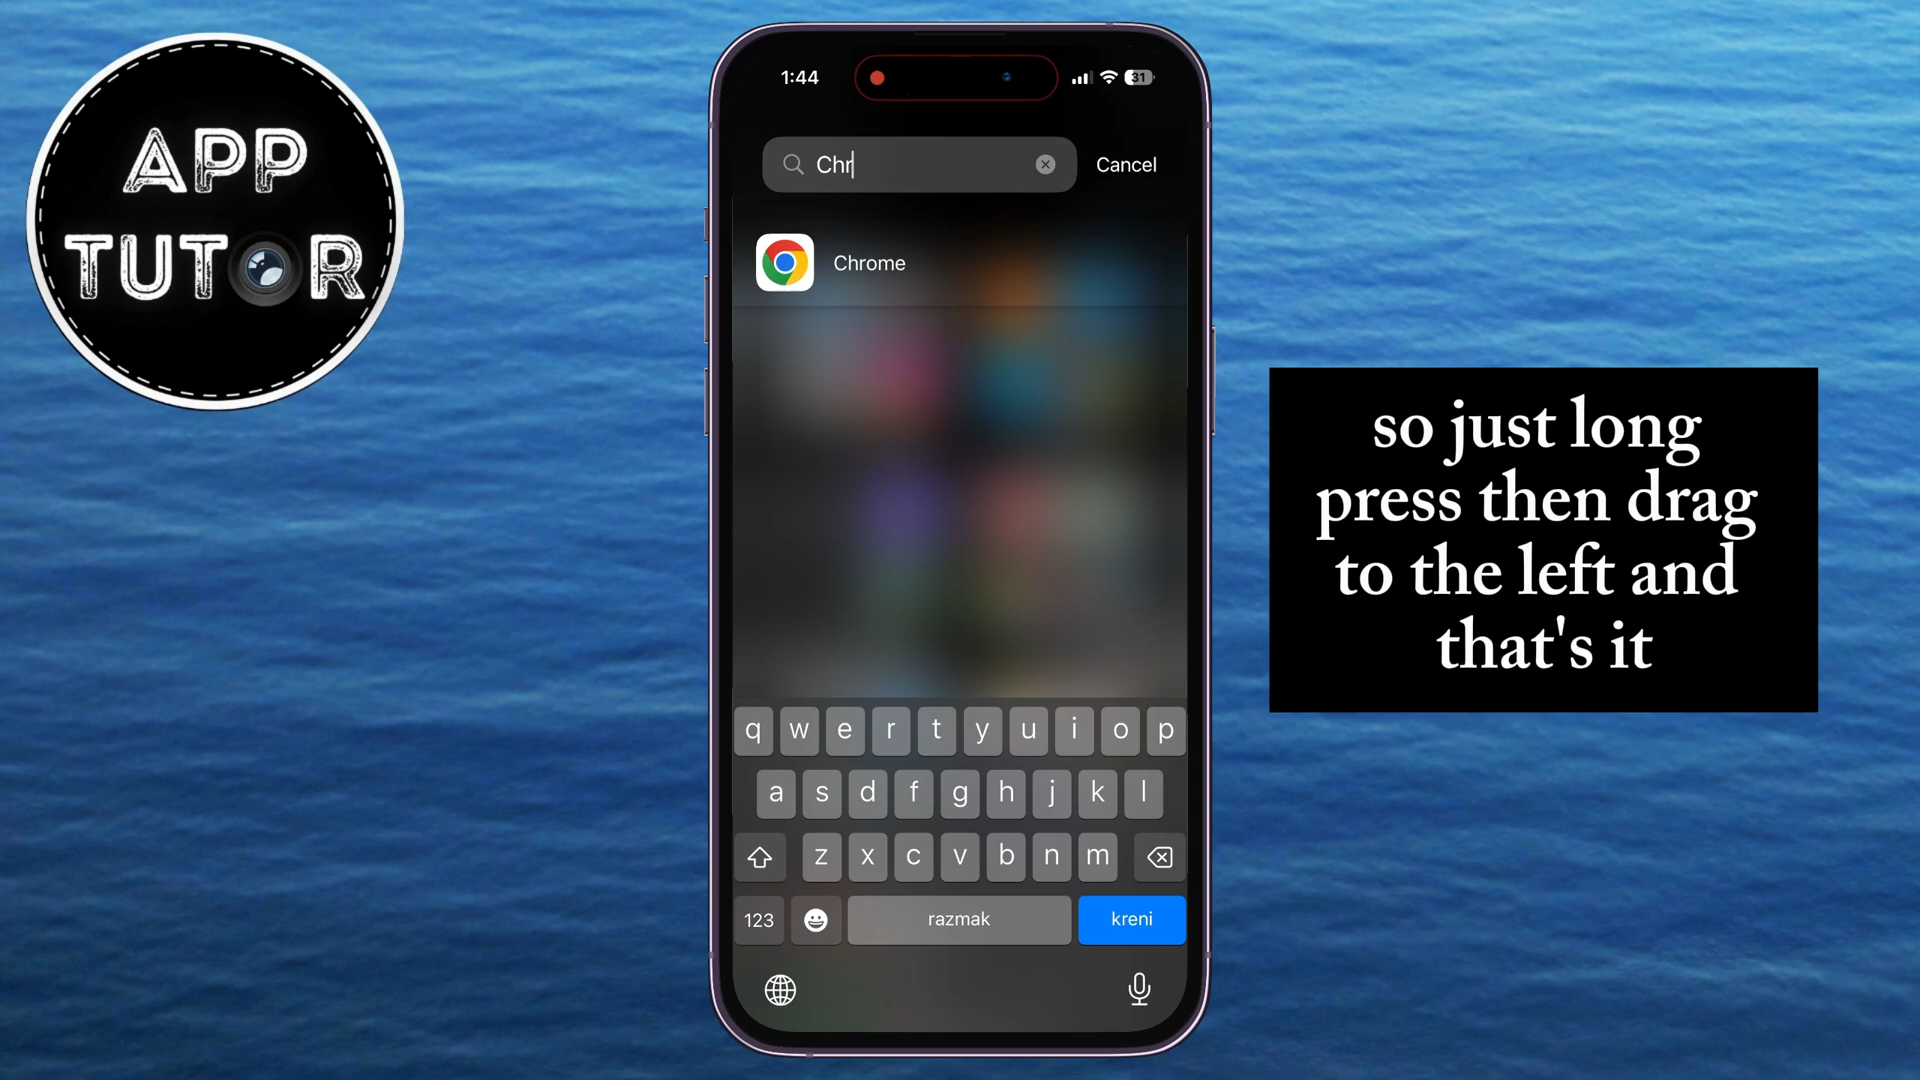 APP
TUTOR
1:44
31
Chr
Cancel
Chrome
so just long
press then drag
to the left and
that's it
q w e r t y u i o p
a s d f g h j k l
z x c v b n m
123
razmak
kreni